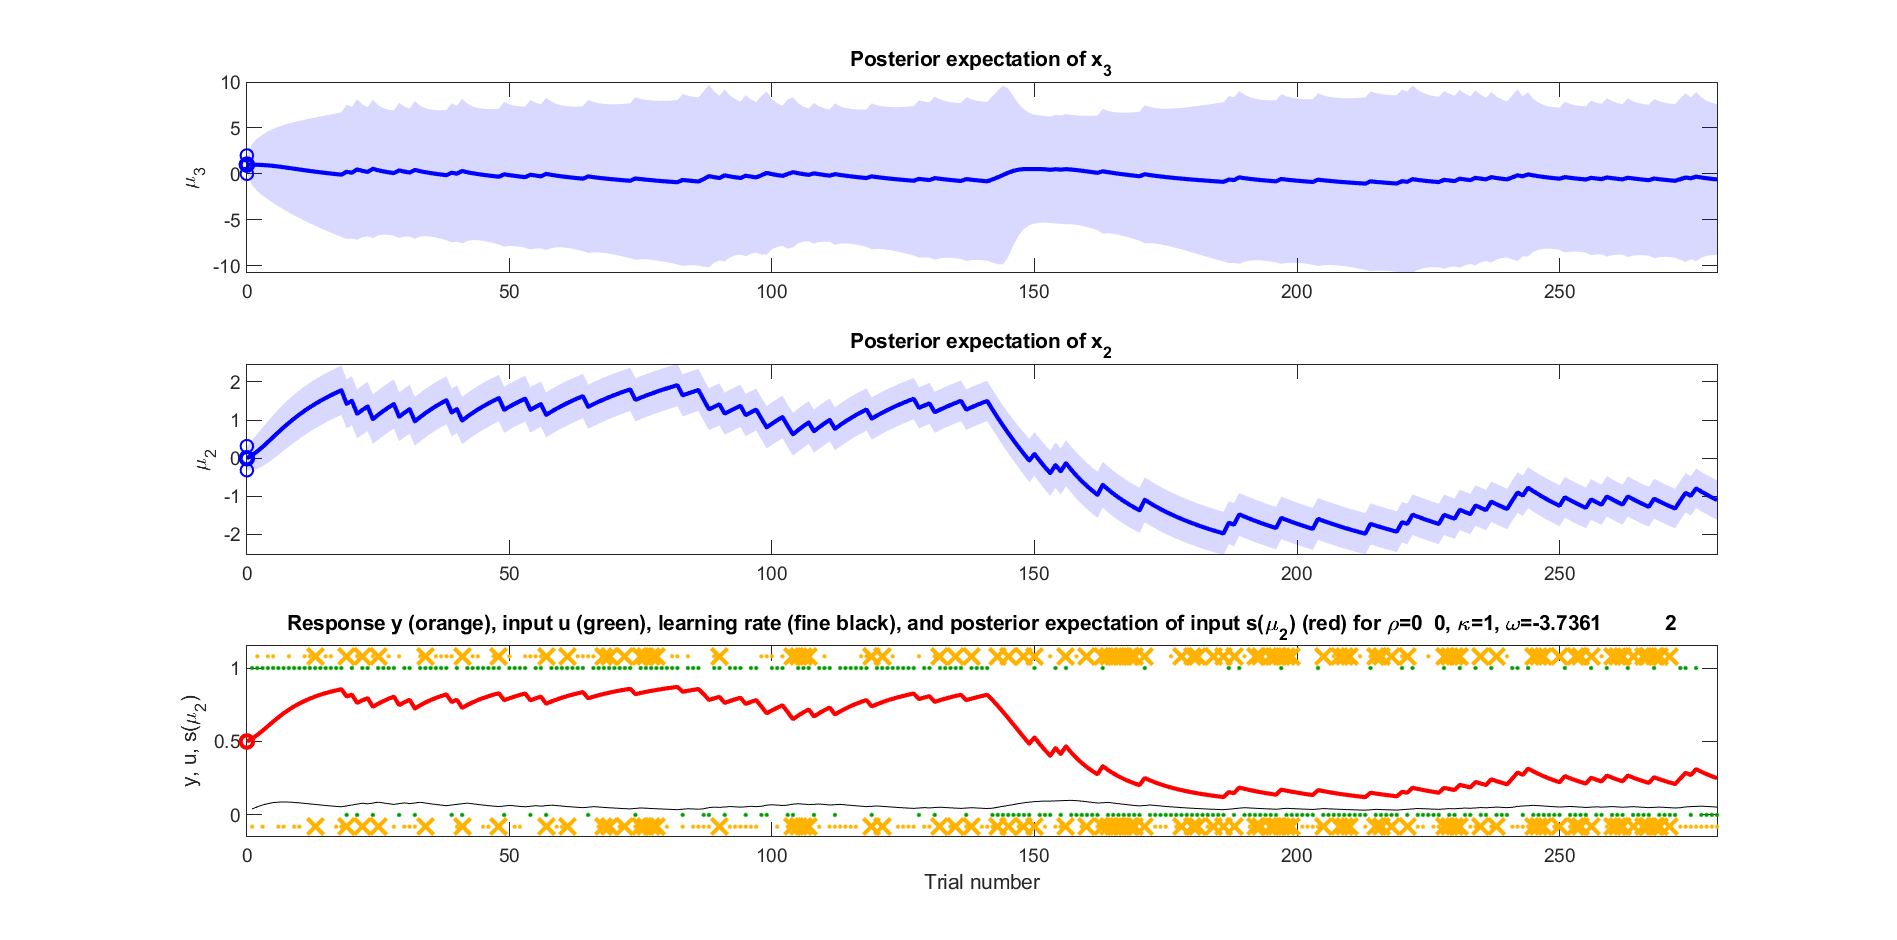 Posterior expectation of x3
10
5
0
-5
-10
μ3
0 50 100 150 200 250
Posterior expectation of x2
2
1
0
-1
-2
μ2
0 50 100 150 200 250
Response y (orange), input u (green), learning rate (fine black), and posterior expectation of input s(μ2) (red) for ρ=0 0, κ=1, ω=-3.7361 2
1
0.5
0
y, u, s(μ2)
0 50 100 150 200 250
Trial number